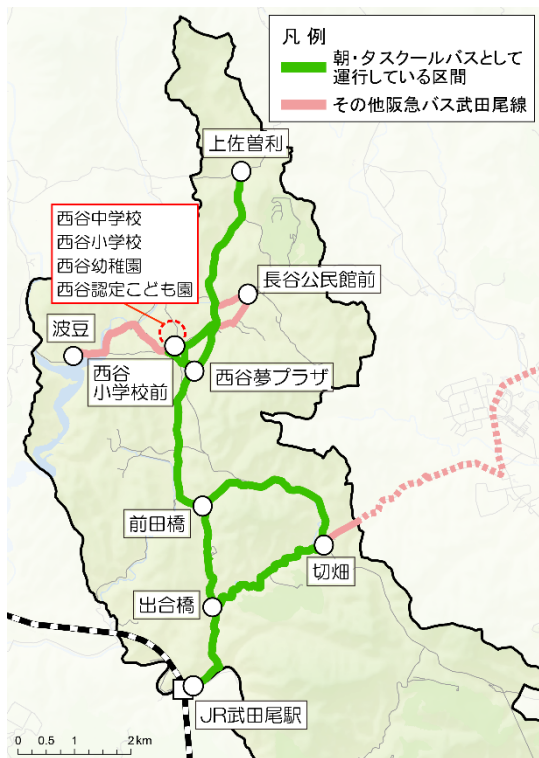 凡 例
朝・夕スクールバスとして
運行している区間
その他阪急バス武田尾線
上佐曽利
西谷中学校
西谷小学校
西谷幼稚園
西谷認定こども園
長谷公民館前
波豆
西谷
小学校前
西谷夢プラザ
前田橋
切畑
出合橋
JR武田尾駅
0 0.5 1 2km